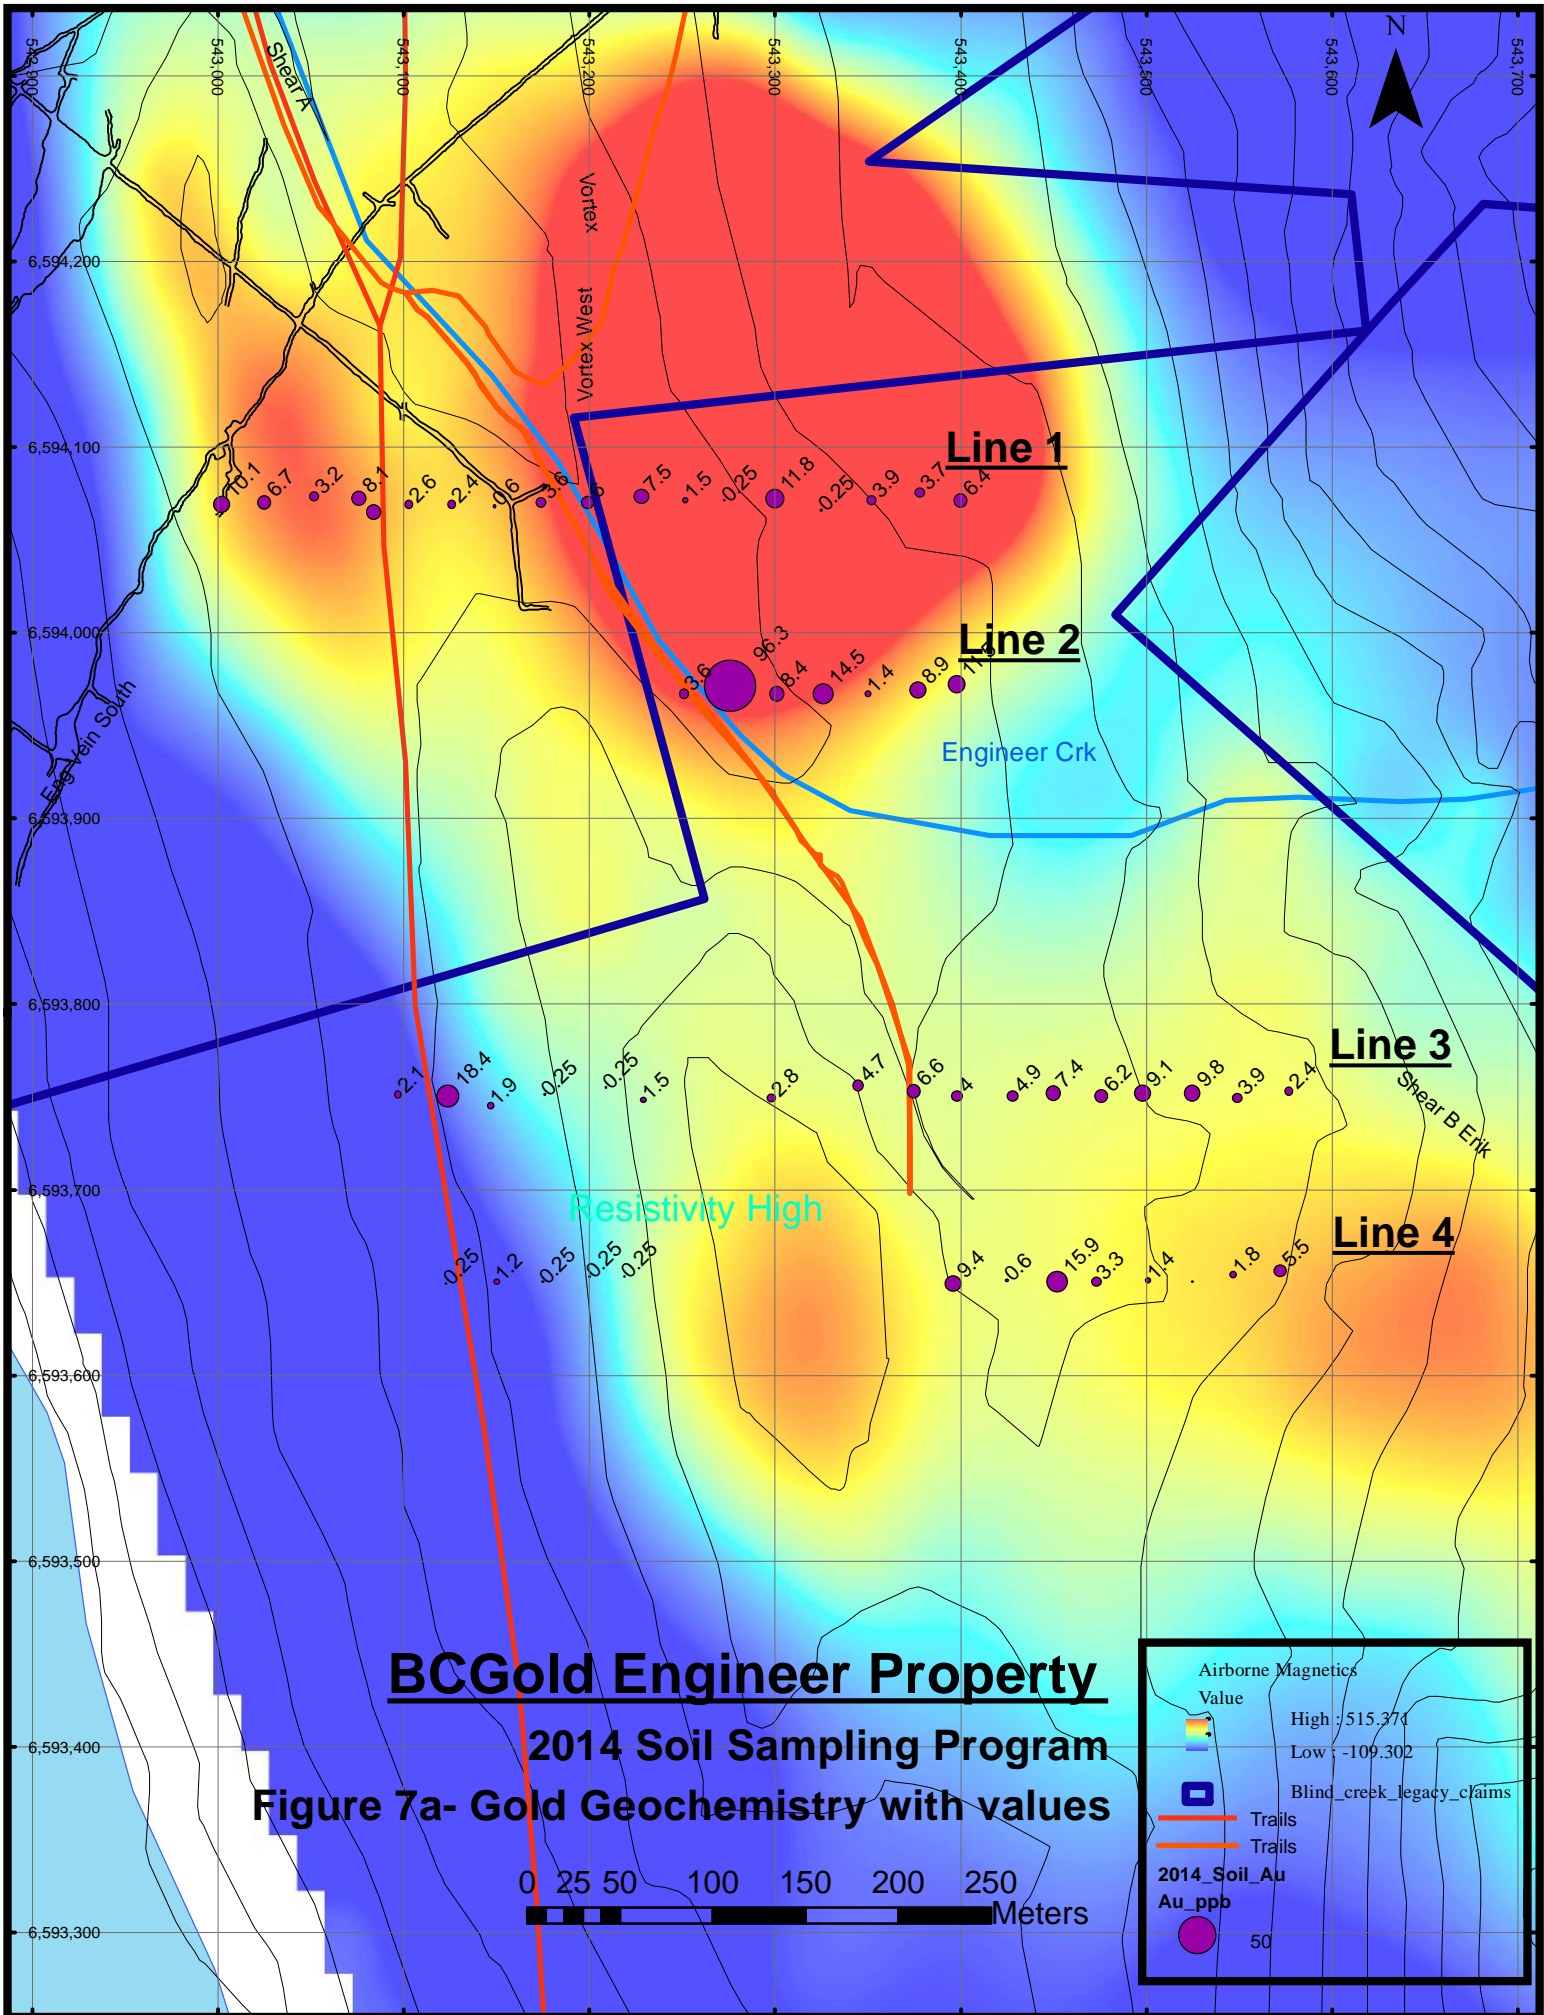 542,900
543,000
543,100
543,200
543,300
543,400
543,500
543,600
543,700
N
Shear A
Vortex
6,594,200
Vortex West
6,594,100
Line 1
10.1
6.7
3.2
8.1
2.6
2.4
0.6
3.6
6
7.5
1.5
-0.25
11.8
-0.25
3.9
3.7
6.4
6,594,000
Line 2
3.6
96.3
8.4
14.5
1.4
8.9
Eng Vein South
Engineer Crk
6,593,900
6,593,800
Line 3
2.1
18.4
1.9
-0.25
-0.25
1.5
2.8
4.7
6.6
4
4.9
7.4
6.2
9.1
9.8
3.9
2.4
Shear B Erik
6,593,700
Resistivity High
Line 4
-0.25
1.2
-0.25
-0.25
-0.25
9.4
0.6
15.9
3.3
1.4
1.8
5.5
6,593,600
6,593,500
BCGold Engineer Property
2014 Soil Sampling Program
Figure 7a- Gold Geochemistry with values
6,593,400
0 25 50 100 150 200 250
Meters
6,593,300
Airborne Magnetics
Value
High : 515.371
Low : -109.302
Blind_creek_legacy_claims
Trails
Trails
2014_Soil_Au
Au_ppb
50